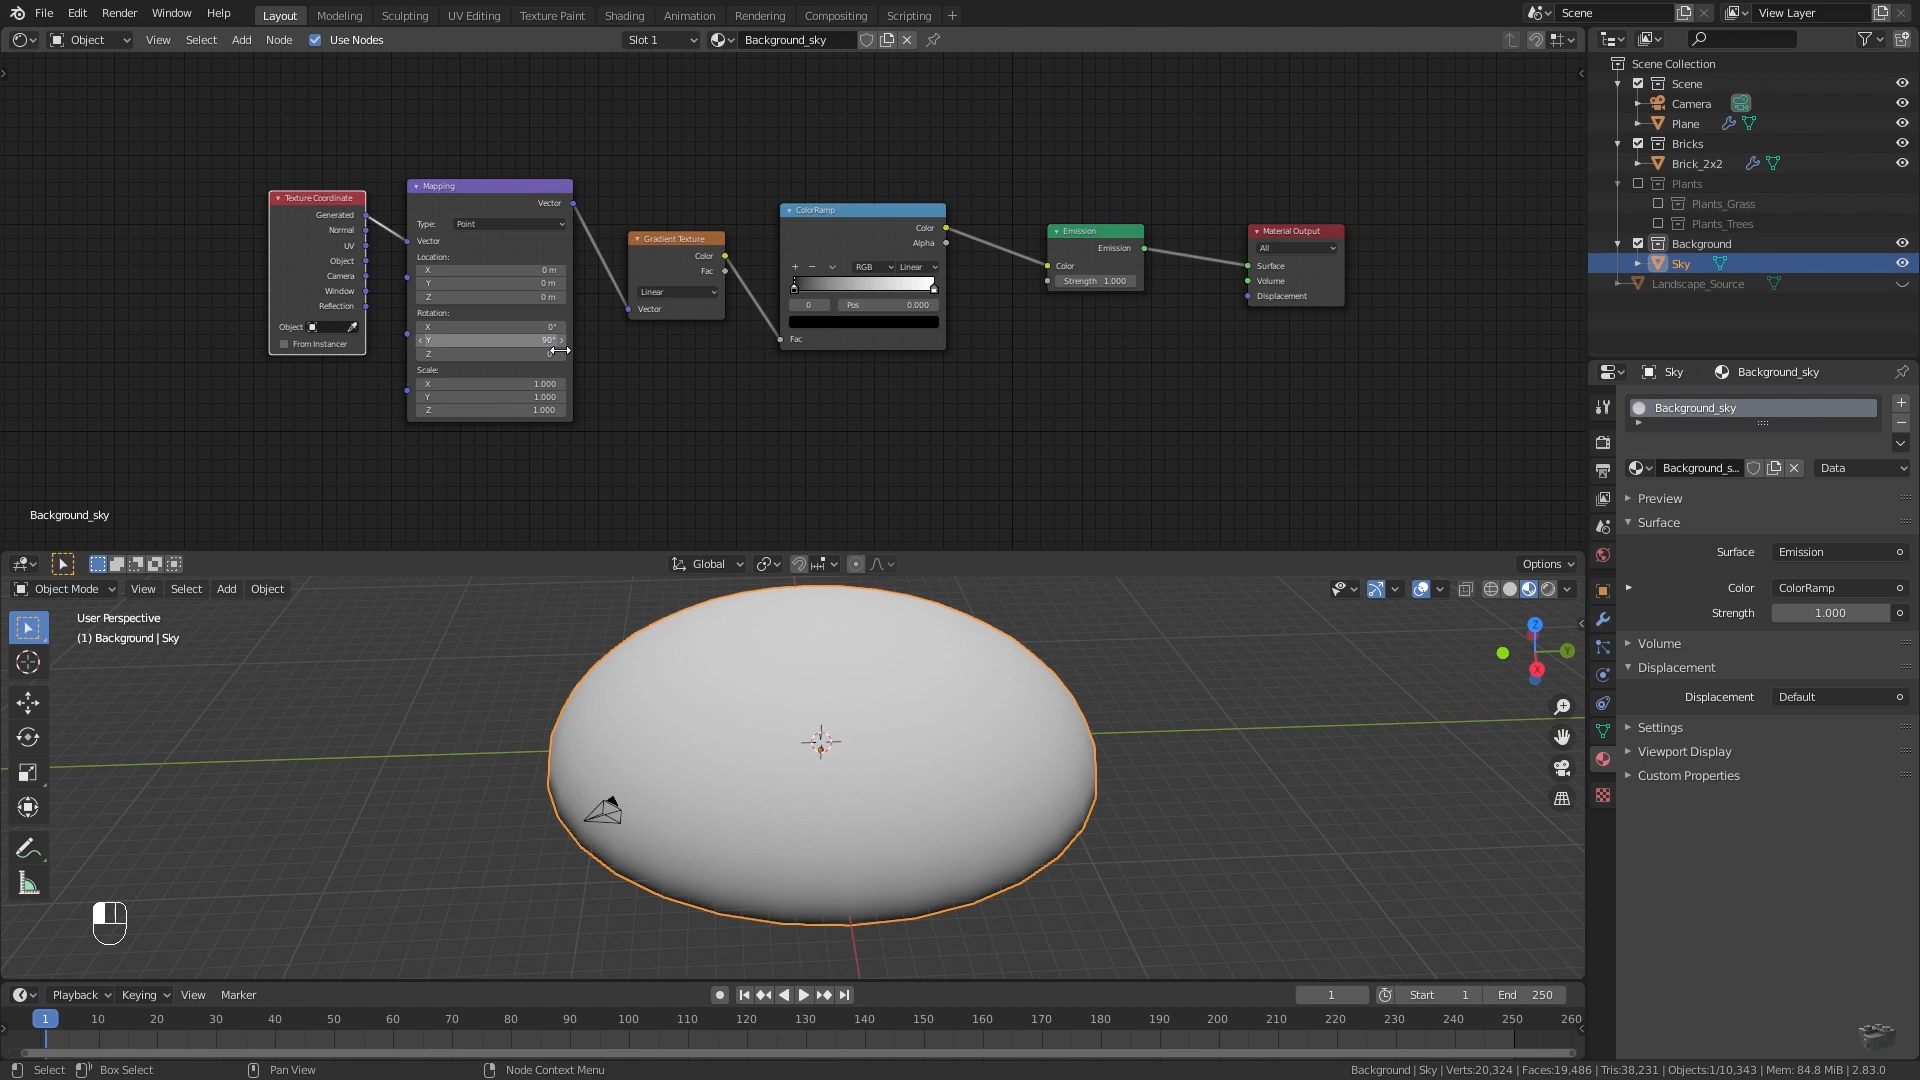 File Edit Render Window Help Layout Modeling Sculpting UV Editing Texture Paint Shading Animation Rendering Compositing Scripting + Scene View Layer
Object View Select Add Node Use Nodes Slot 1 Background_sky
Scene Collection
Scene
Camera
Plane
Bricks
Brick_2x2
Plants
Plants_Grass
Plants_Trees
Background
Sky
Landscape_Source
Texture Coordinate
Generated
Normal
UV
Object
Camera
Window
Reflection
Object
From Instancer
Mapping
Vector
Type: Point
Vector
Location:
X 0 m
Y 0 m
Z 0 m
Rotation:
X 0°
Y 90°
Z
Scale:
X 1.000
Y 1.000
Z 1.000
Gradient Texture
Color
Fac
Linear
Vector
ColorRamp
Color
Alpha
RGB Linear
0 Pos 0.000
Fac
Emission
Emission
Color
Strength 1.000
Material Output
All
Surface
Volume
Displacement
Background_sky
Sky Background_sky
Background_sky
Background_s... Data
Preview
Surface
Surface Emission
Color ColorRamp
Strength 1.000
Volume
Displacement
Displacement Default
Settings
Viewport Display
Custom Properties
Global Options
Object Mode View Select Add Object
User Perspective
(1) Background | Sky
Z
Y
X
Playback Keying View Marker 1 Start 1 End 250
1 10 20 30 40 50 60 70 80 90 100 110 120 130 140 150 160 170 180 190 200 210 220 230 240 250 260
Select Box Select Pan View Node Context Menu Background | Sky | Verts:20,324 | Faces:19,486 | Tris:38,231 | Objects:1/10,343 | Mem: 84.8 MiB | 2.83.0